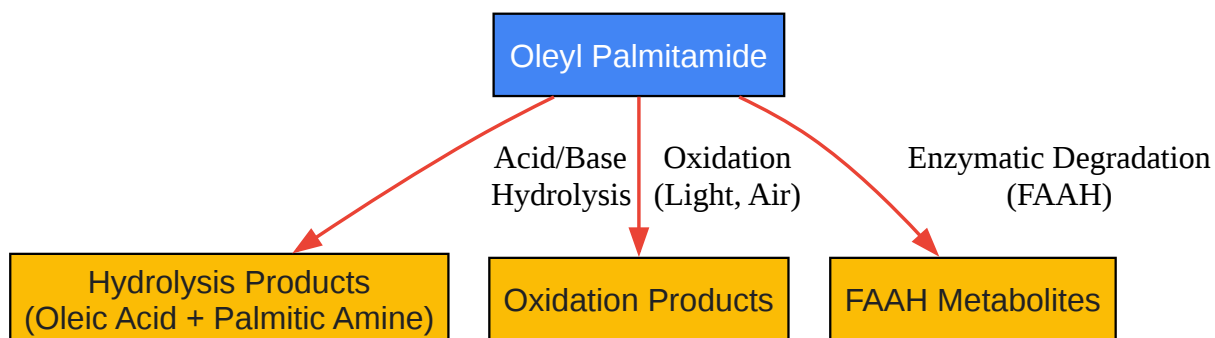 Oleyl Palmitamide
Acid/Base
Hydrolysis
Oxidation
(Light, Air)
Enzymatic Degradation
(FAAH)
Hydrolysis Products
(Oleic Acid + Palmitic Amine)
Oxidation Products
FAAH Metabolites